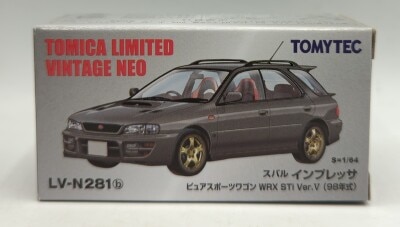 TOMICA LIMITED
VINTAGE NEO
TOMYTEC
S=1/64
スバル インプレッサ
LV-N281ⓑ
ピュアスポーツワゴン WRX STi Ver.V (98年式)